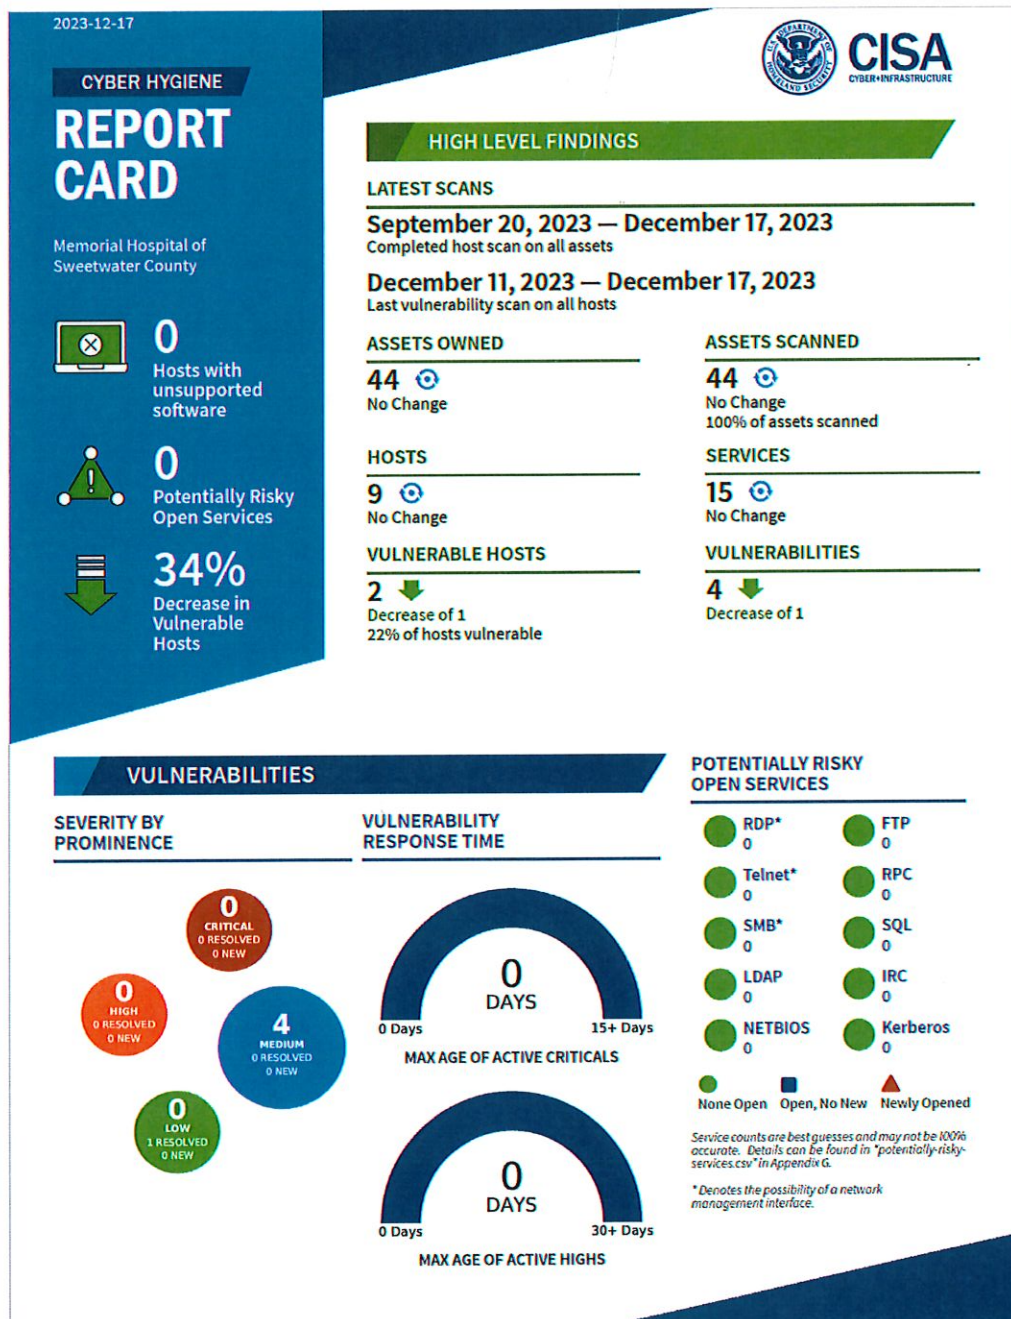 2023-12-17
CYBER HYGIENE
REPORT
CARD
Memorial Hospital of
Sweetwater County
0
Hosts with
unsupported
software
0
Potentially Risky
Open Services
34%
Decrease in
Vulnerable
Hosts
U.S. DEPARTMENT OF
HOMELAND SECURITY
CISA
CYBER+INFRASTRUCTURE
HIGH LEVEL FINDINGS
LATEST SCANS
September 20, 2023 — December 17, 2023
Completed host scan on all assets
December 11, 2023 — December 17, 2023
Last vulnerability scan on all hosts
ASSETS OWNED
44
No Change
ASSETS SCANNED
44
No Change
100% of assets scanned
HOSTS
9
No Change
SERVICES
15
No Change
VULNERABLE HOSTS
2
Decrease of 1
22% of hosts vulnerable
VULNERABILITIES
4
Decrease of 1
VULNERABILITIES
SEVERITY BY
PROMINENCE
0
CRITICAL
0 RESOLVED
0 NEW
0
HIGH
0 RESOLVED
0 NEW
4
MEDIUM
0 RESOLVED
0 NEW
0
LOW
1 RESOLVED
0 NEW
VULNERABILITY
RESPONSE TIME
0
DAYS
0 Days
15+ Days
MAX AGE OF ACTIVE CRITICALS
0
DAYS
0 Days
30+ Days
MAX AGE OF ACTIVE HIGHS
POTENTIALLY RISKY
OPEN SERVICES
RDP*
0
FTP
0
Telnet*
0
RPC
0
SMB*
0
SQL
0
LDAP
0
IRC
0
NETBIOS
0
Kerberos
0
None Open
Open, No New
Newly Opened
Service counts are best guesses and may not be 100%
accurate. Details can be found in "potentially-risky-
services.csv" in Appendix G.
* Denotes the possibility of a network
management interface.